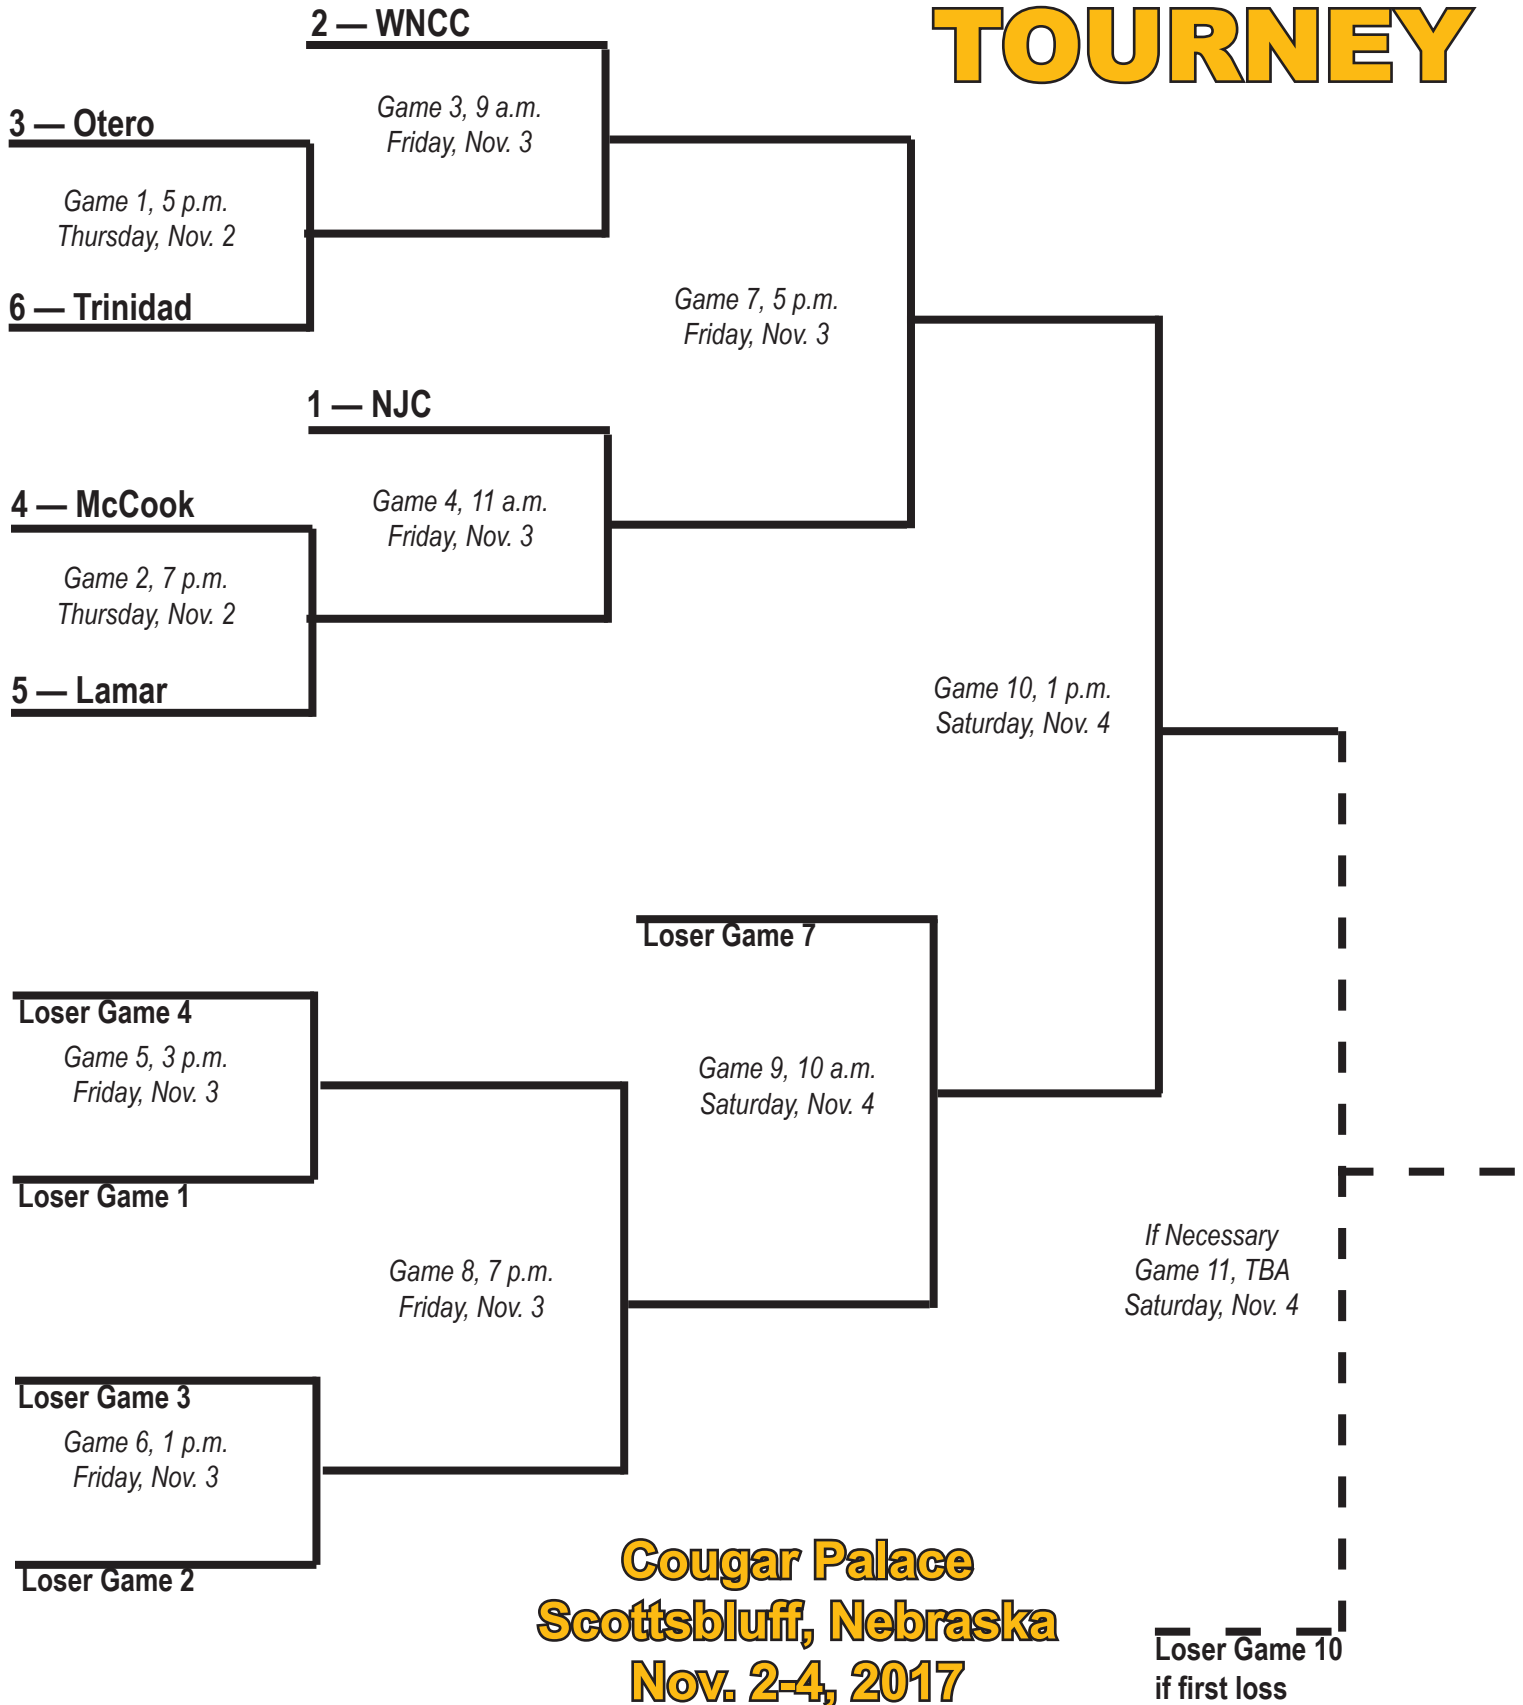 TOURNEY
2 — WNCC
Game 3, 9 a.m.
Friday, Nov. 3
3 — Otero
Game 1, 5 p.m.
Thursday, Nov. 2
6 — Trinidad
Game 7, 5 p.m.
Friday, Nov. 3
1 — NJC
Game 4, 11 a.m.
Friday, Nov. 3
4 — McCook
Game 2, 7 p.m.
Thursday, Nov. 2
5 — Lamar
Game 10, 1 p.m.
Saturday, Nov. 4
Loser Game 7
Loser Game 4
Game 5, 3 p.m.
Friday, Nov. 3
Loser Game 1
Game 9, 10 a.m.
Saturday, Nov. 4
Game 8, 7 p.m.
Friday, Nov. 3
If Necessary
Game 11, TBA
Saturday, Nov. 4
Loser Game 3
Game 6, 1 p.m.
Friday, Nov. 3
Loser Game 2
Cougar Palace
Scottsbluff, Nebraska
Nov. 2-4, 2017
Loser Game 10
if first loss